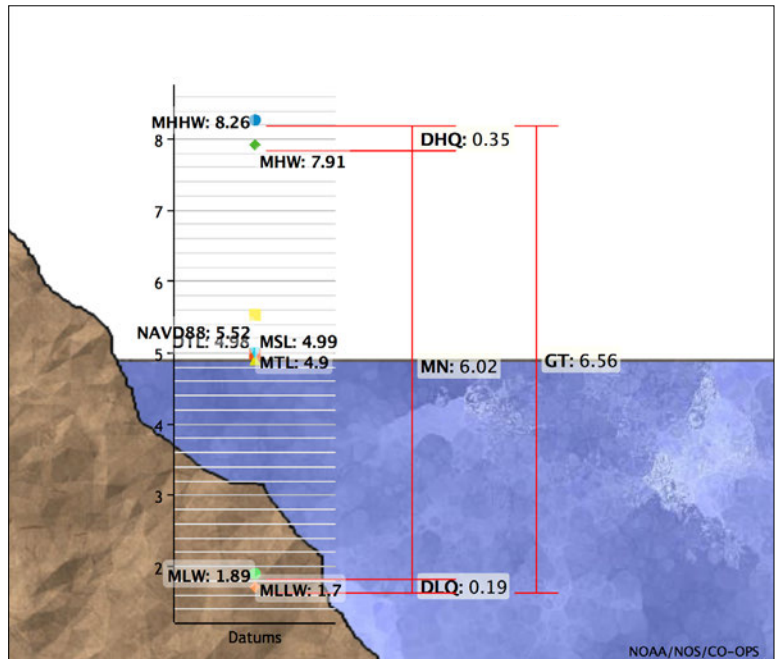 MHHW: 8.26
DHQ: 0.35
8
MHW: 7.91
7
6
NAVD88: 5.52
DTL: 4.98
MSL: 4.99
5
MTL: 4.9
MN: 6.02
GT: 6.56
4
3
2
MLW: 1.89
MLLW: 1.7
DLQ: 0.19
Datums
NOAA/NOS/CO-OPS